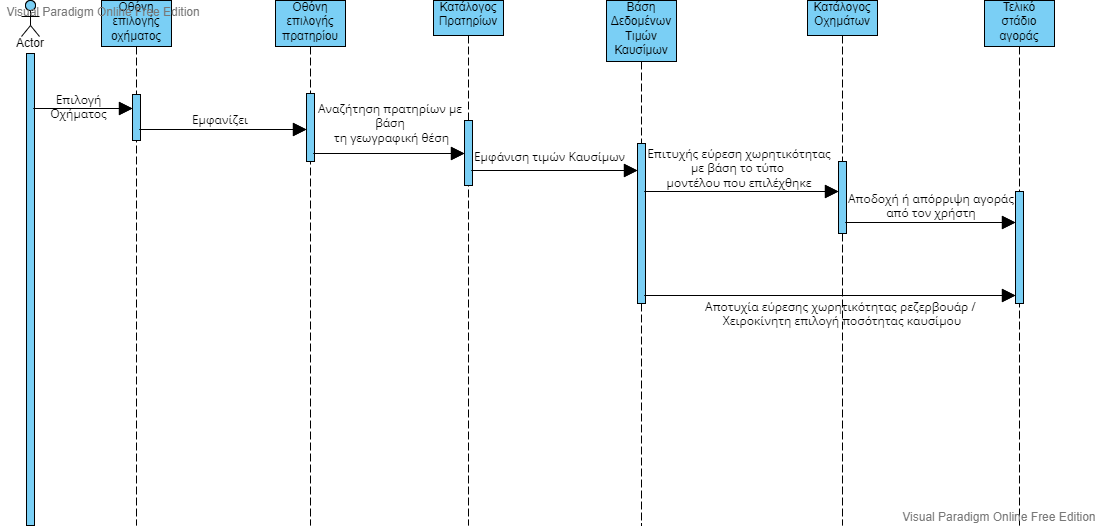 Visual Paradigm Online Free Edition
Actor
Οθόνη
επιλογής
οχήματος
Οθόνη
επιλογής
πρατηρίου
Κατάλογος
Πρατηρίων
Βάση
Δεδομένων
Τιμών
Καυσίμων
Κατάλογος
Οχημάτων
Τελικό
στάδιο
αγοράς
Επιλογή
Οχήματος
Εμφανίζει
Αναζήτηση πρατηρίων με
βάση
τη γεωγραφική θέση
Εμφάνιση τιμών Καυσίμων
Επιτυχής εύρεση χωρητικότητας
με βάση το τύπο
μοντέλου που επιλέχθηκε
Αποδοχή ή απόρριψη αγοράς
από τον χρήστη
Αποτυχία εύρεσης χωρητικότητας ρεζερβουάρ /
Χειροκίνητη επιλογή ποσότητας καυσίμου
Visual Paradigm Online Free Edition